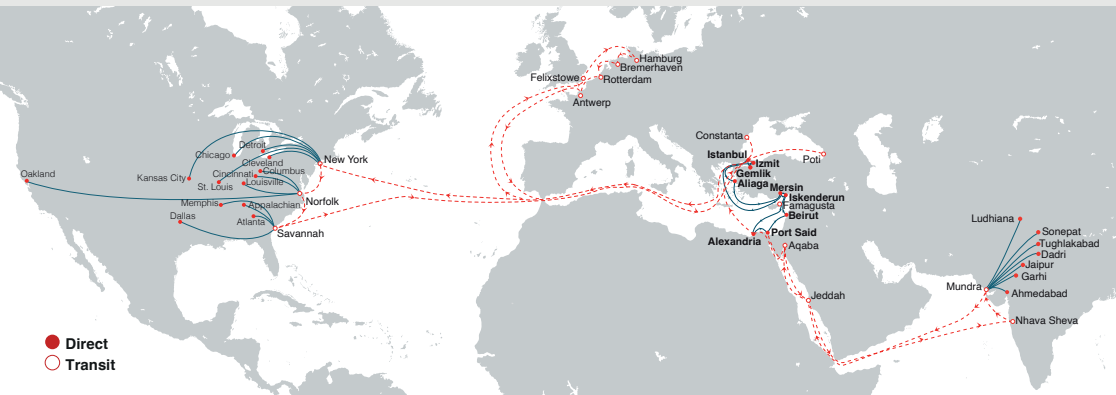 Hamburg
Bremerhaven
Felixstowe
Rotterdam
Antwerp
Constanta
Detroit
Chicago
New York
Cleveland
Istanbul
Izmit
Poti
Oakland
Kansas City
Cincinnati
Columbus
Gemlik
St. Louis
Louisville
Aliaga
Mersin
Iskenderun
Memphis
Appalachian
Norfolk
Famagusta
Dallas
Atlanta
Beirut
Ludhiana
Savannah
Alexandria
Port Said
Sonepat
Aqaba
Tughlakabad
Dadri
Jaipur
Garhi
Mundra
Ahmedabad
Jeddah
Nhava Sheva
Direct
Transit